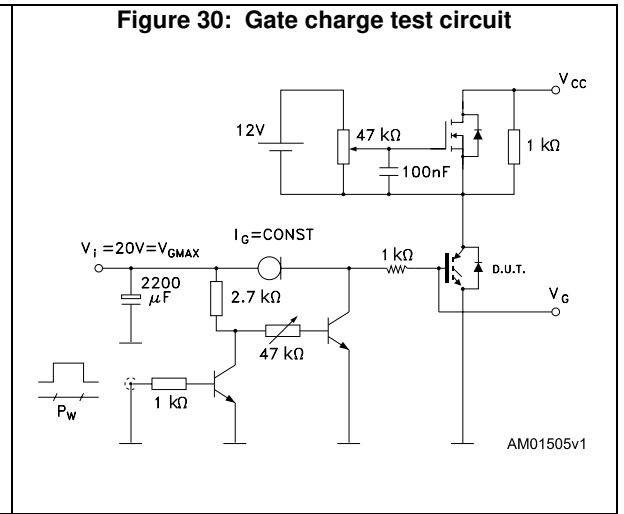 Figure 30: Gate charge test circuit
V CC
12V
47 kΩ
1 kΩ
100nF
I G =CONST
V i =20V=V GMAX
1 kΩ
D.U.T.
2200
μF
2.7 kΩ
V G
47 kΩ
1 kΩ
P W
AM01505v1